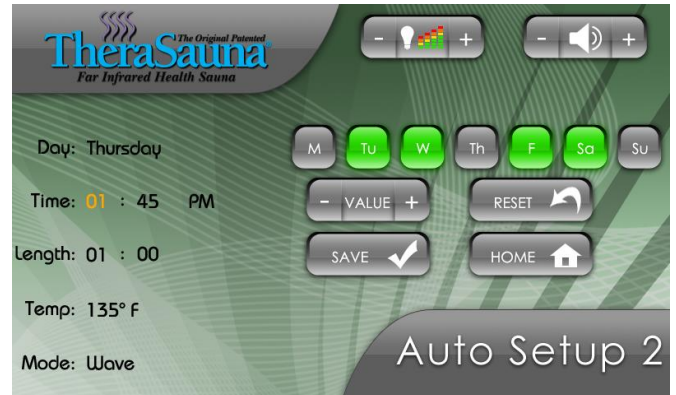 The Original Patented
TheraSauna
Far Infrared Health Sauna
- +
- +
Day: Thursday
M Tu W Th F Sa Su
Time: 01 : 45 PM
- VALUE +
RESET
Length: 01 : 00
SAVE
HOME
Temp: 135° F
Mode: Wave
Auto Setup 2